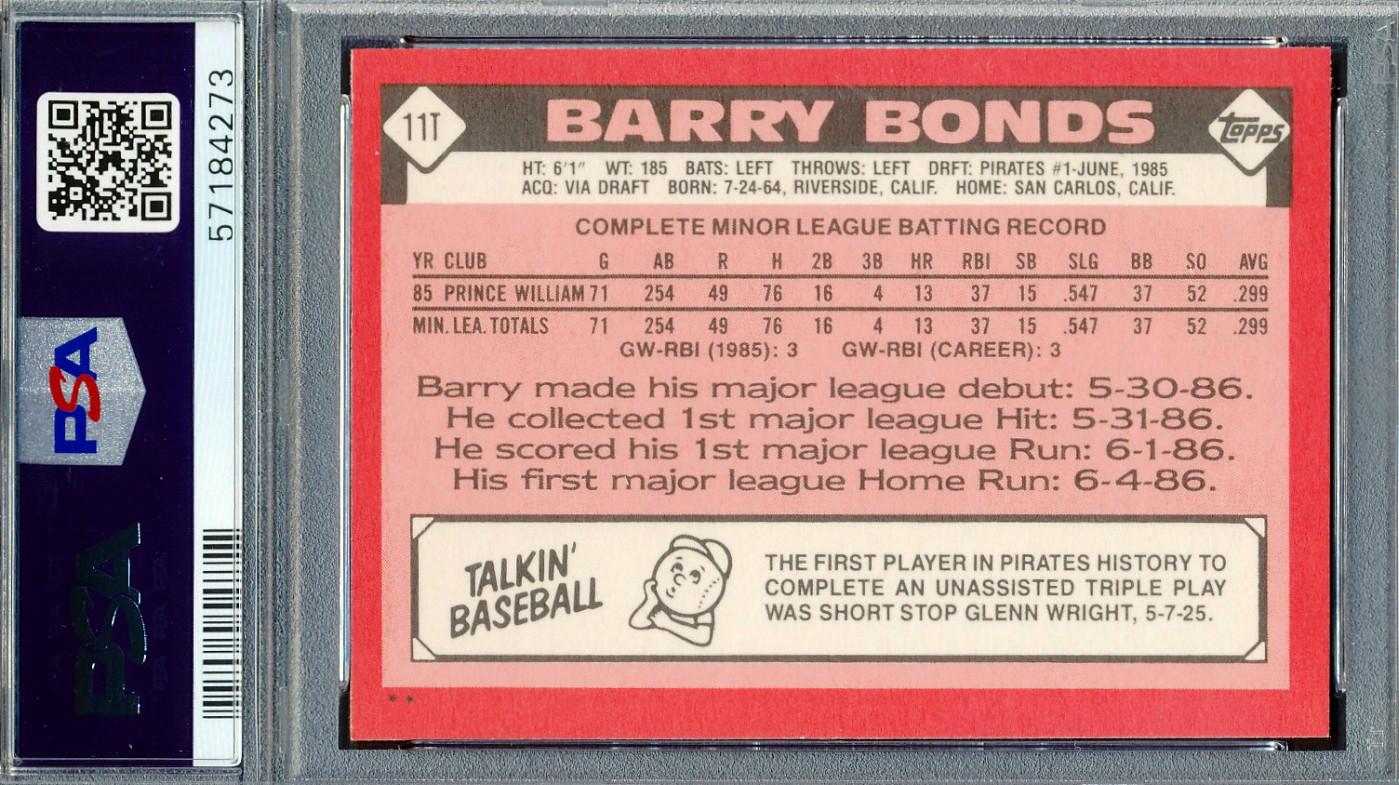 57184273
PSA
PSA
11T
BARRY BONDS
Topps
HT: 6'1" WT: 185 BATS: LEFT THROWS: LEFT DRFT: PIRATES #1-JUNE, 1985
ACQ: VIA DRAFT BORN: 7-24-64, RIVERSIDE, CALIF. HOME: SAN CARLOS, CALIF.
COMPLETE MINOR LEAGUE BATTING RECORD
YR CLUB G AB R H 2B 3B HR RBI SB SLG BB SO AVG
85 PRINCE WILLIAM 71 254 49 76 16 4 13 37 15 .547 37 52 .299
MIN. LEA. TOTALS 71 254 49 76 16 4 13 37 15 .547 37 52 .299
GW-RBI (1985): 3 GW-RBI (CAREER): 3
Barry made his major league debut: 5-30-86.
He collected 1st major league Hit: 5-31-86.
He scored his 1st major league Run: 6-1-86.
His first major league Home Run: 6-4-86.
TALKIN'
BASEBALL
THE FIRST PLAYER IN PIRATES HISTORY TO
COMPLETE AN UNASSISTED TRIPLE PLAY
WAS SHORT STOP GLENN WRIGHT, 5-7-25.
**